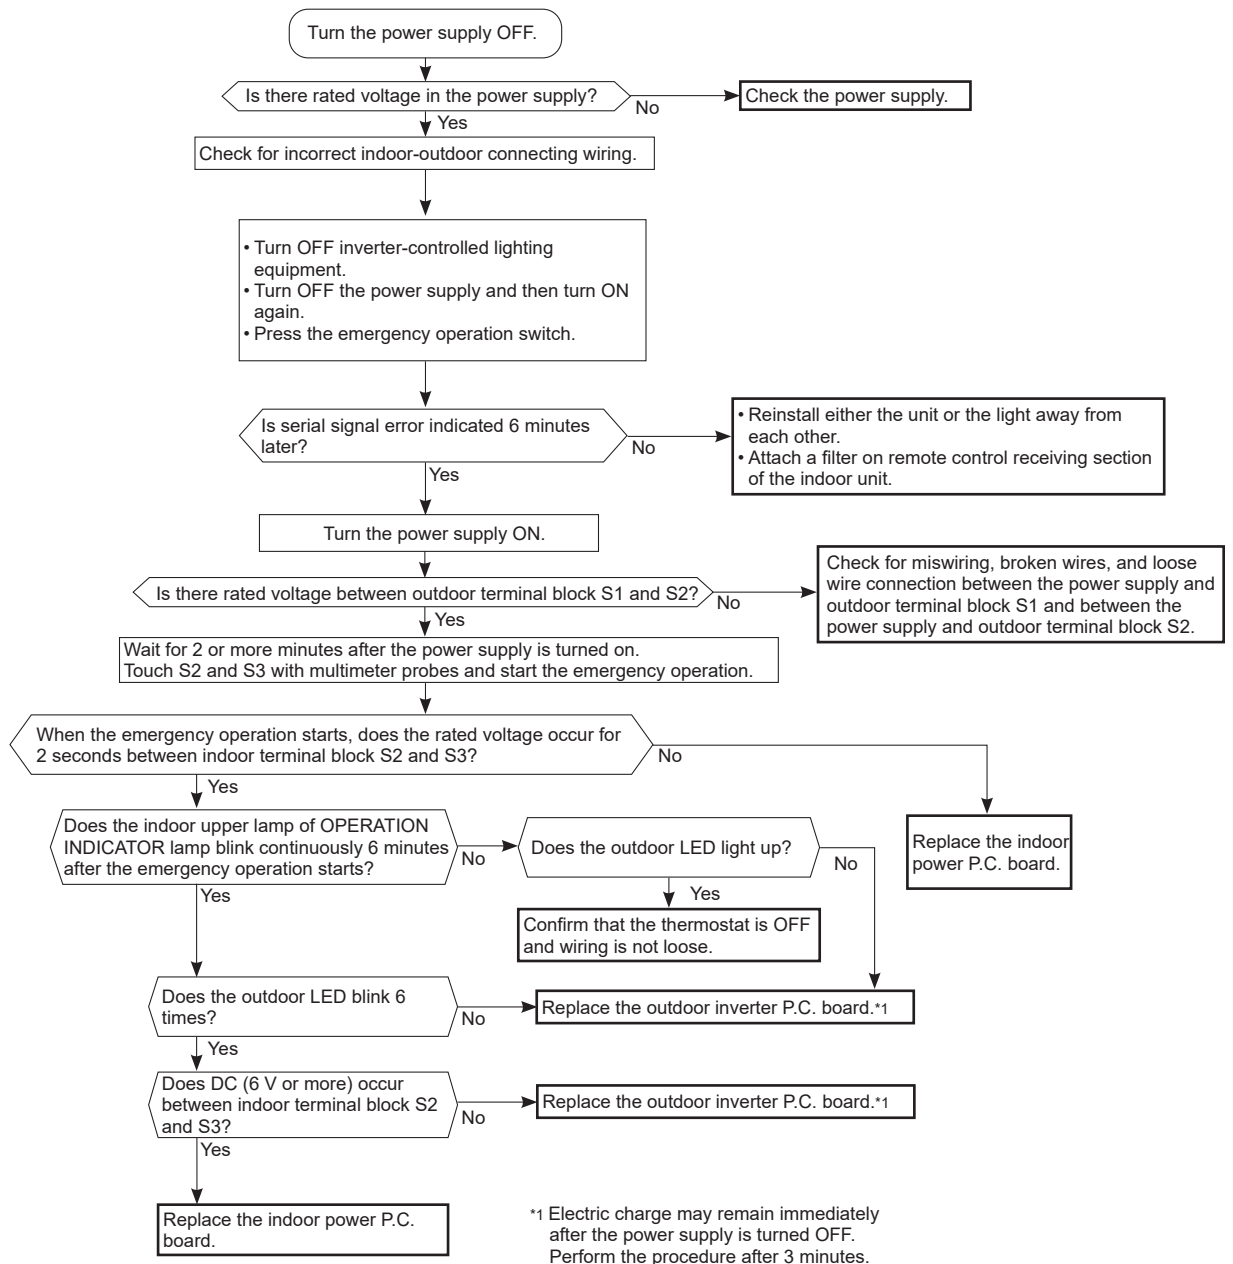 Turn the power supply OFF.
Is there rated voltage in the power supply?
No
Check the power supply.
Yes
Check for incorrect indoor-outdoor connecting wiring.
• Turn OFF inverter-controlled lighting
equipment.
• Turn OFF the power supply and then turn ON
again.
• Press the emergency operation switch.
Is serial signal error indicated 6 minutes
later?
No
• Reinstall either the unit or the light away from
each other.
• Attach a filter on remote control receiving section
of the indoor unit.
Yes
Turn the power supply ON.
Is there rated voltage between outdoor terminal block S1 and S2?
No
Check for miswiring, broken wires, and loose
wire connection between the power supply and
outdoor terminal block S1 and between the
power supply and outdoor terminal block S2.
Yes
Wait for 2 or more minutes after the power supply is turned on.
Touch S2 and S3 with multimeter probes and start the emergency operation.
When the emergency operation starts, does the rated voltage occur for
2 seconds between indoor terminal block S2 and S3?
No
Replace the indoor
power P.C. board.
Yes
Does the indoor upper lamp of OPERATION
INDICATOR lamp blink continuously 6 minutes
after the emergency operation starts?
No
Does the outdoor LED light up?
No
Yes
Confirm that the thermostat is OFF
and wiring is not loose.
Yes
Does the outdoor LED blink 6
times?
No
Replace the outdoor inverter P.C. board.*1
Yes
Does DC (6 V or more) occur
between indoor terminal block S2
and S3?
No
Replace the outdoor inverter P.C. board.*1
Yes
Replace the indoor power P.C.
board.
*1 Electric charge may remain immediately
after the power supply is turned OFF.
Perform the procedure after 3 minutes.